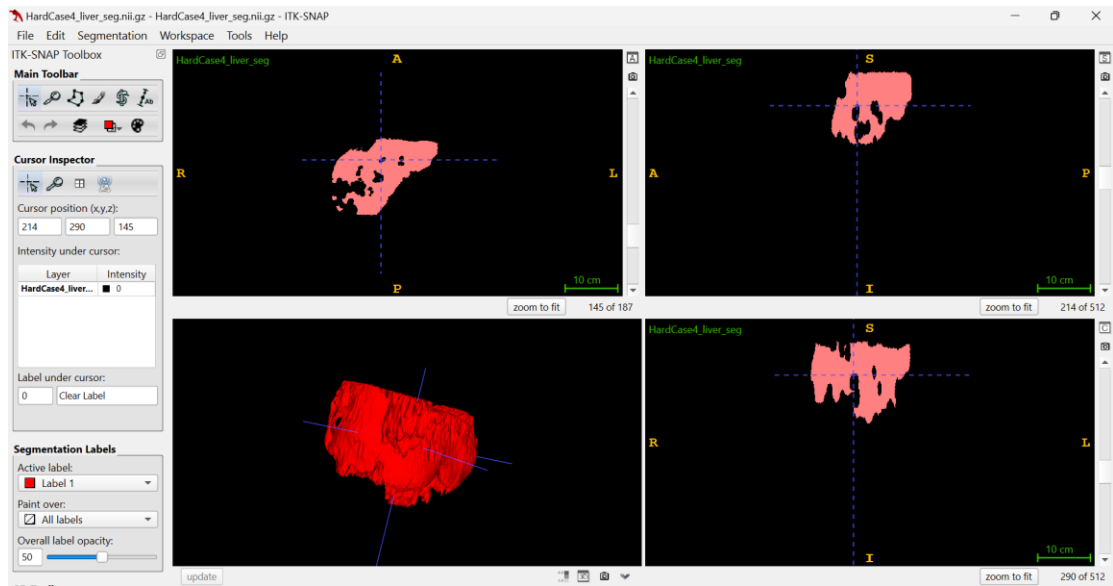 HardCase4_liver_seg.nii.gz - HardCase4_liver_seg.nii.gz - ITK-SNAP
File Edit Segmentation Workspace Tools Help
ITK-SNAP Toolbox
Main Toolbar
Cursor Inspector
Cursor position (x,y,z):
214 290 145
Intensity under cursor:
Layer Intensity
HardCase4_liver... 0
Label under cursor:
0 Clear Label
Segmentation Labels
Active label:
Label 1
Paint over:
All labels
Overall label opacity:
50
HardCase4_liver_seg
A
R
L
P
10 cm
A
zoom to fit 145 of 187
HardCase4_liver_seg
S
A
P
I
10 cm
S
zoom to fit 214 of 512
update
HardCase4_liver_seg
S
R
L
I
10 cm
C
zoom to fit 290 of 512